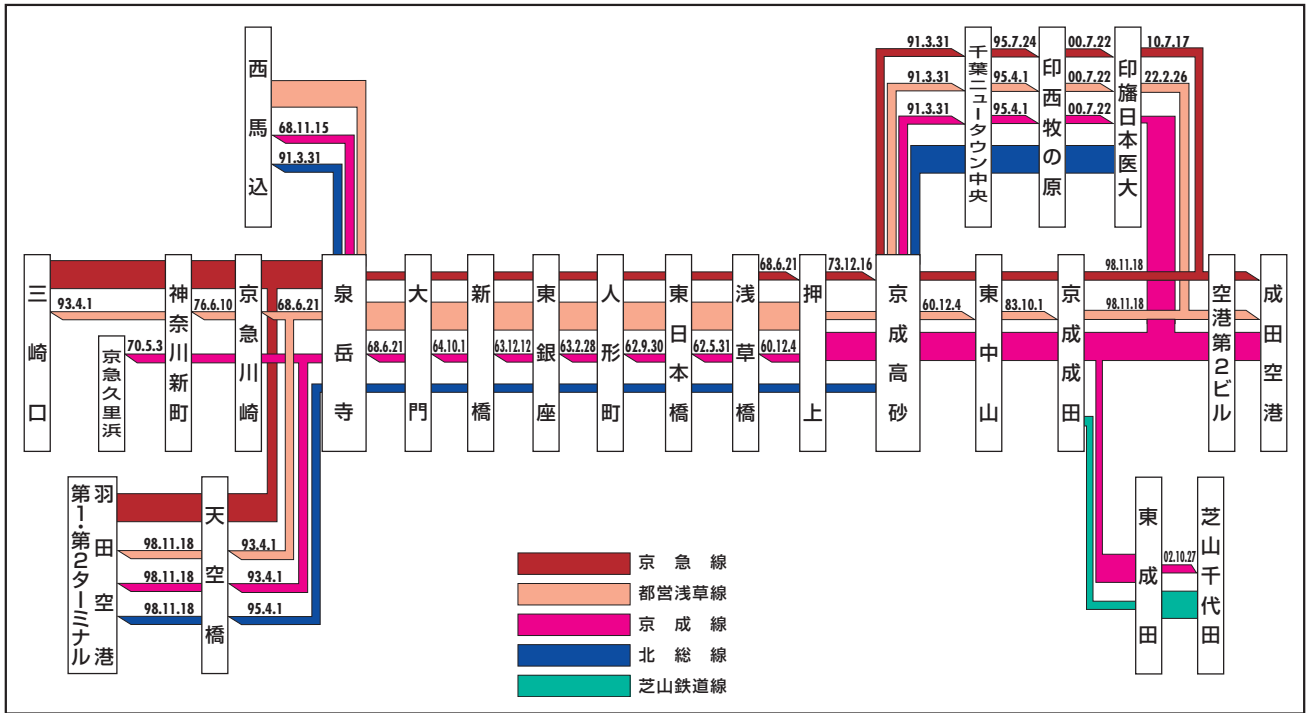 西馬込
68.11.15
91.3.31
91.3.31
95.7.24
00.7.22
10.7.17
91.3.31
95.4.1
00.7.22
22.2.26
91.3.31
95.4.1
00.7.22
千葉ニュータウン中央
印西牧の原
印旛日本医大
三崎口
93.4.1
京急久里浜
70.5.3
神奈川新町
76.6.10
京急川崎
68.6.21
泉岳寺
68.6.21
大門
64.10.1
新橋
63.12.12
東銀座
63.2.28
人形町
62.9.30
東日本橋
62.5.31
浅草橋
68.6.21
60.12.4
押上
73.12.16
京成高砂
60.12.4
東中山
83.10.1
京成成田
98.11.18
98.11.18
空港第2ビル
成田空港
羽田空港
第1・第2ターミナル
98.11.18
98.11.18
98.11.18
天空橋
93.4.1
93.4.1
95.4.1
京急線
都営浅草線
京成線
北総線
芝山鉄道線
東成田
02.10.27
芝山千代田